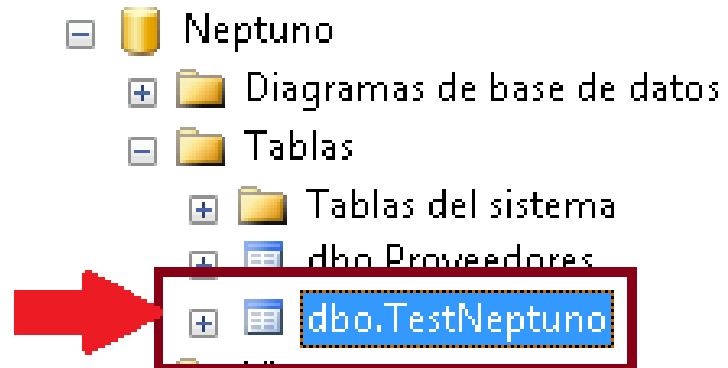 Neptuno
Diagramas de base de datos
Tablas
Tablas del sistema
dbo.Proveedores
dbo.TestNeptuno